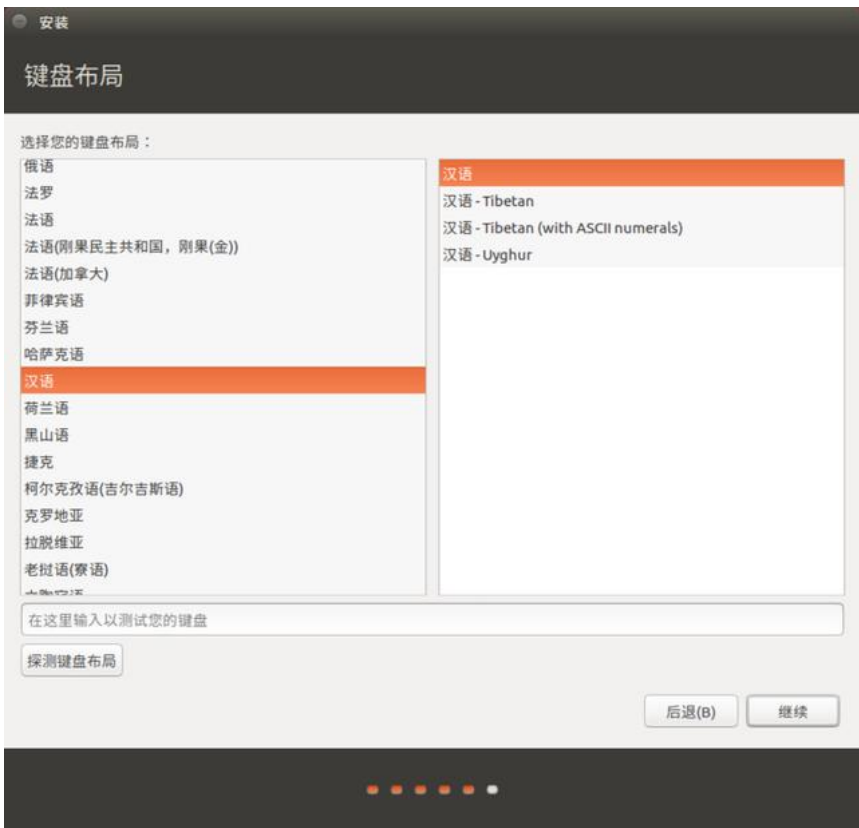 安装
键盘布局
选择您的键盘布局：
俄语
法罗
法语
法语(刚果民主共和国，刚果(金))
法语(加拿大)
菲律宾语
芬兰语
哈萨克语
汉语
荷兰语
黑山语
捷克
柯尔克孜语(吉尔吉斯语)
克罗地亚
拉脱维亚
老挝语(寮语)
汉语
汉语 - Tibetan
汉语 - Tibetan (with ASCII numerals)
汉语 - Uyghur
在这里输入以测试您的键盘
探测键盘布局
后退(B)
继续